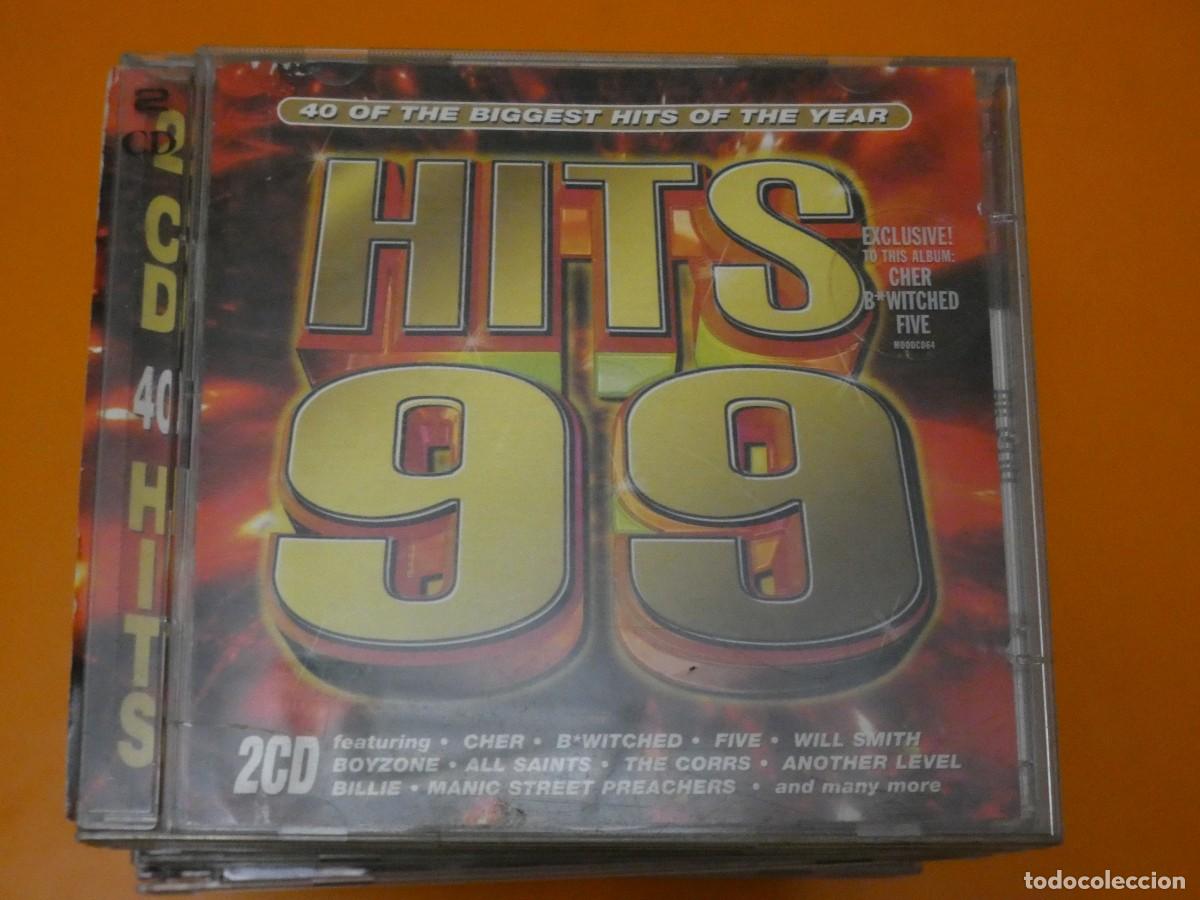 40 OF THE BIGGEST HITS OF THE YEAR
HITS
99
EXCLUSIVE!
TO THIS ALBUM:
CHER
B*WITCHED
FIVE
MOODCD64
2CD
featuring • CHER • B*WITCHED • FIVE • WILL SMITH
BOYZONE • ALL SAINTS • THE CORRS • ANOTHER LEVEL
BILLIE • MANIC STREET PREACHERS • and many more
2
CD
2 CD 40 HITS
todocoleccion